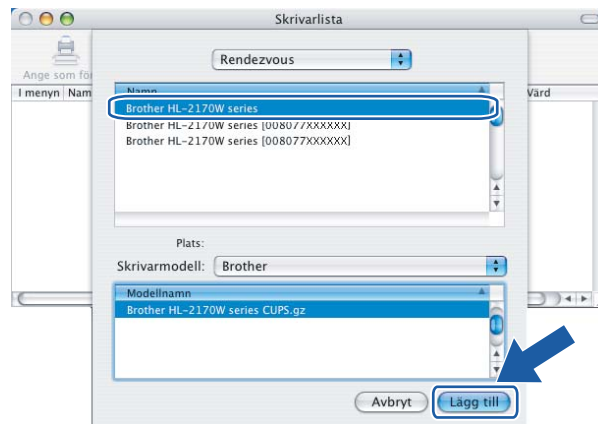 Skrivarlista
Rendezvous
Ange som för
I menyn Nam
Värd
Namn
Brother HL-2170W series
Brother HL-2170W series [008077XXXXXX]
Brother HL-2170W series [008077XXXXXX]
Plats:
Skrivarmodell: Brother
Modellnamn
Brother HL-2170W series CUPS.gz
Avbryt Lägg till